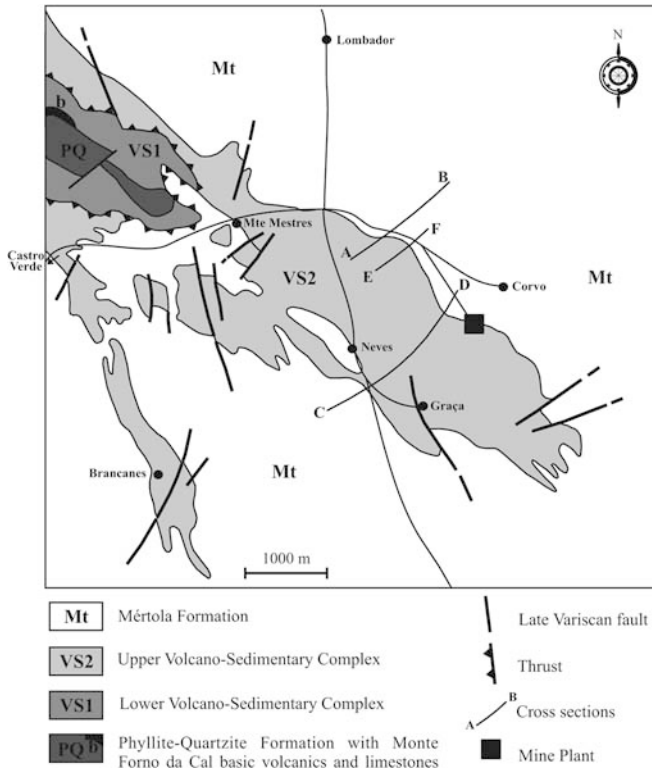 Lombador
N
Mt
b
PQ
VS1
B
Mte Mestres
F
A
E
Castro
Verde
VS2
D
Mt
Corvo
Neves
C
Graça
Brancanes
Mt
1000 m
Mt Mértola Formation
VS2 Upper Volcano-Sedimentary Complex
VS1 Lower Volcano-Sedimentary Complex
PQ b Phyllite-Quartzite Formation with Monte
Forno da Cal basic volcanics and limestones
Late Variscan fault
Thrust
A B Cross sections
Mine Plant